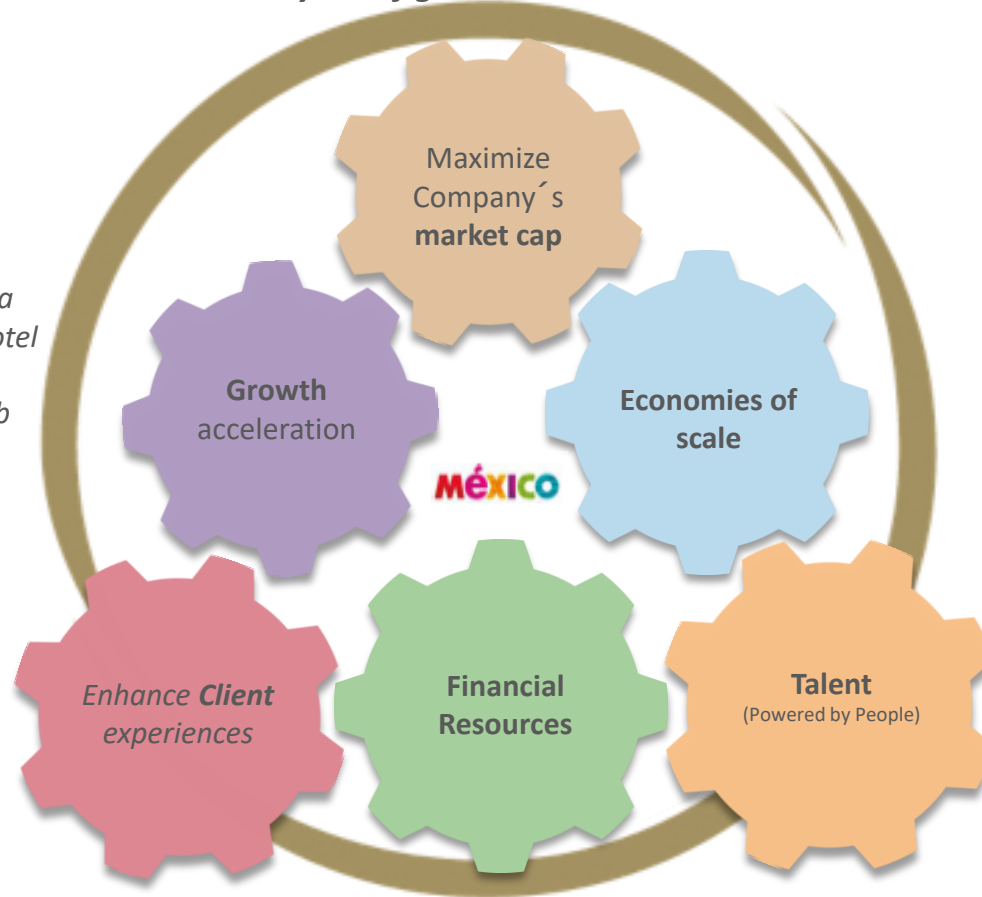 Maximize
Company´s
market cap
a
otel
Growth
acceleration
Economies of
scale
MéXICO
Enhance Client
experiences
Financial
Resources
Talent
(Powered by People)